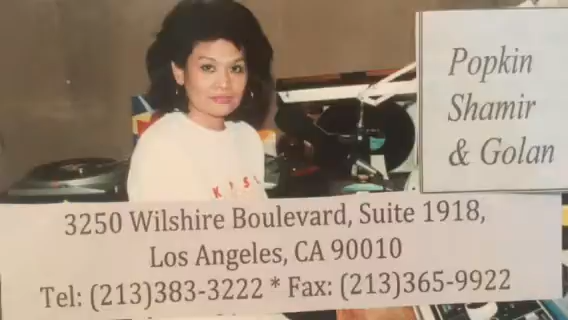 Popkin
Shamir
& Golan
3250 Wilshire Boulevard, Suite 1918,
Los Angeles, CA 90010
Tel: (213)383-3222 * Fax: (213)365-9922